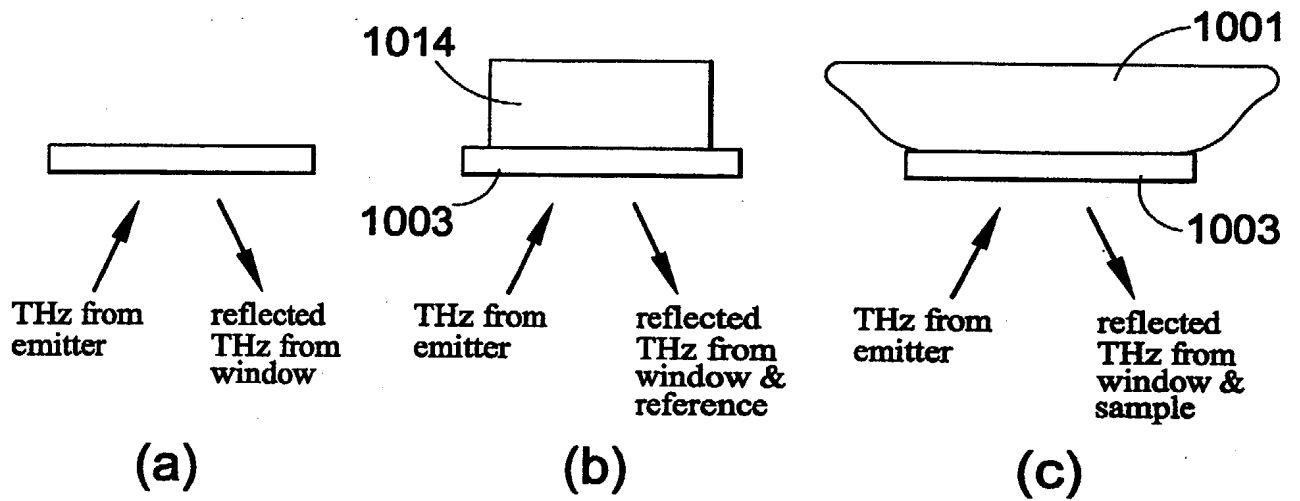 1014
1001
1003
1003
THz from
emitter
reflected
THz from
window
THz from
emitter
reflected
THz from
window &
reference
THz from
emitter
reflected
THz from
window &
sample
(a)
(b)
(c)